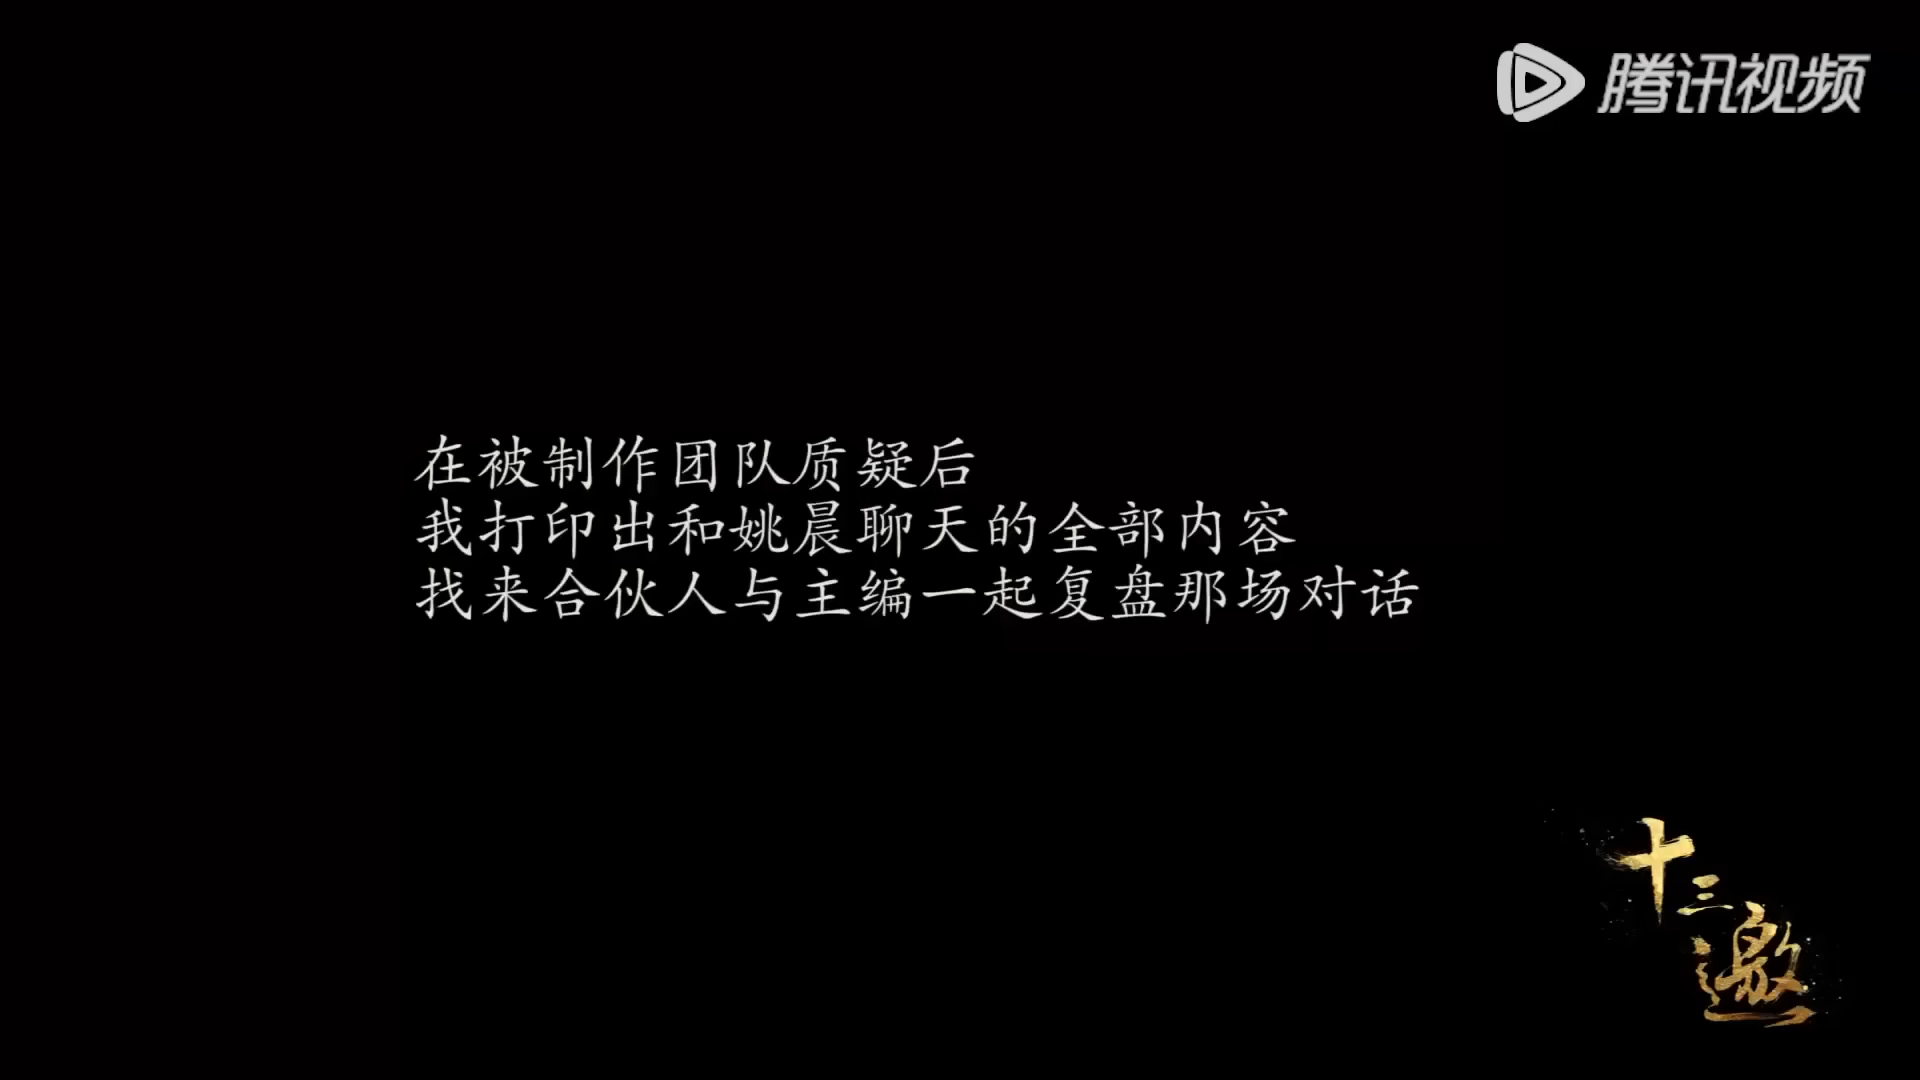 腾讯视频
在被制作团队质疑后
我打印出和姚晨聊天的全部内容
找来合伙人与主编一起复盘那场对话
十三邀